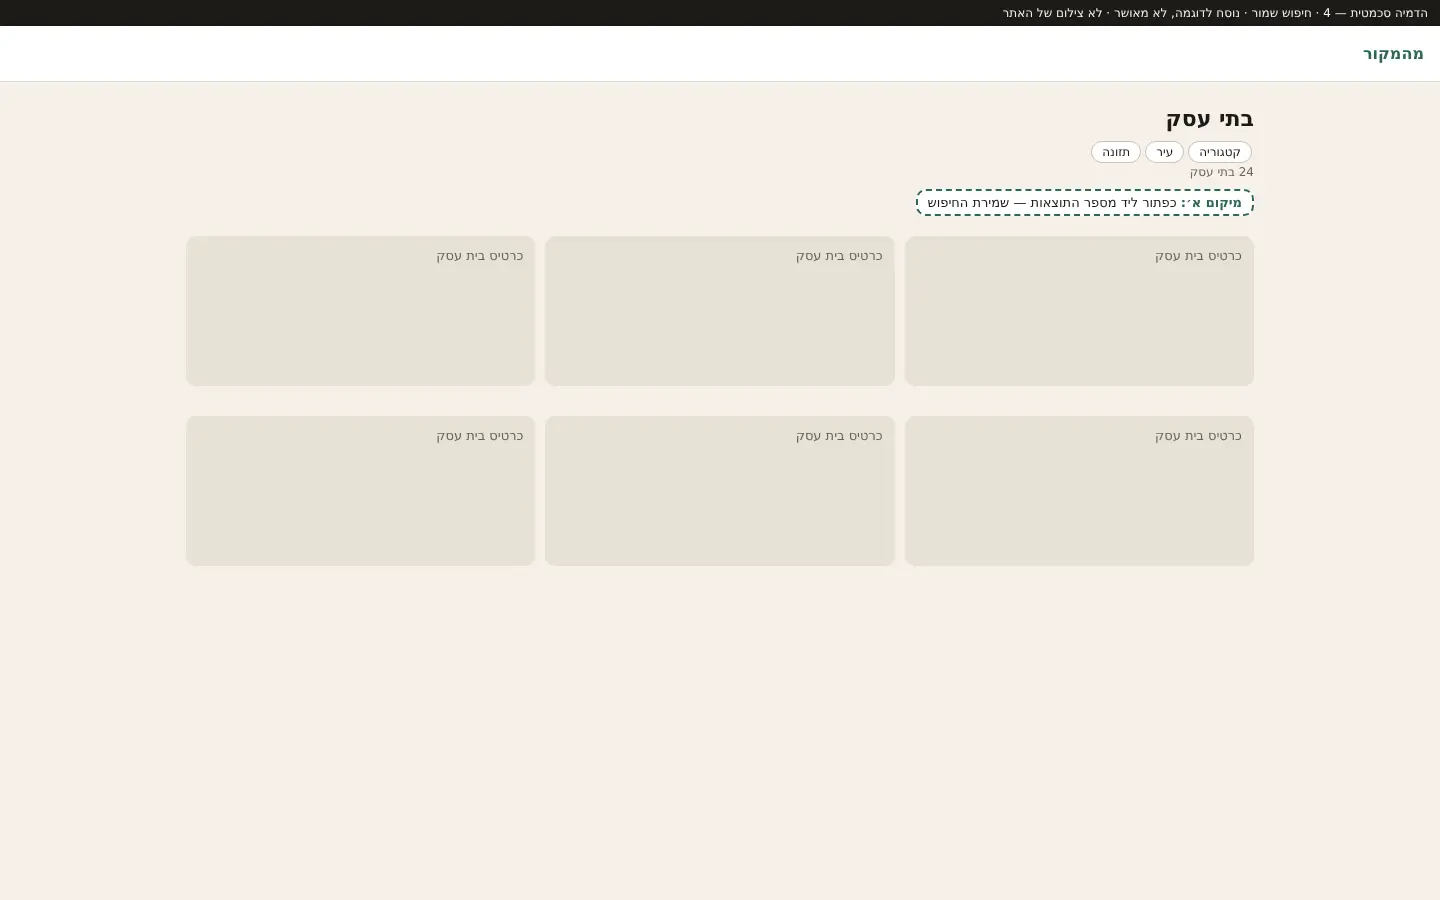 הדמיה סכמטית — 4 · חיפוש שמור · נוסח לדוגמה, לא מאושר · לא צילום של האתר
מהמקור
בתי עסק
קטגוריה עיר תזונה
24 בתי עסק
מיקום א׳: כפתור ליד מספר התוצאות — שמירת החיפוש
כרטיס בית עסק כרטיס בית עסק כרטיס בית עסק
כרטיס בית עסק כרטיס בית עסק כרטיס בית עסק